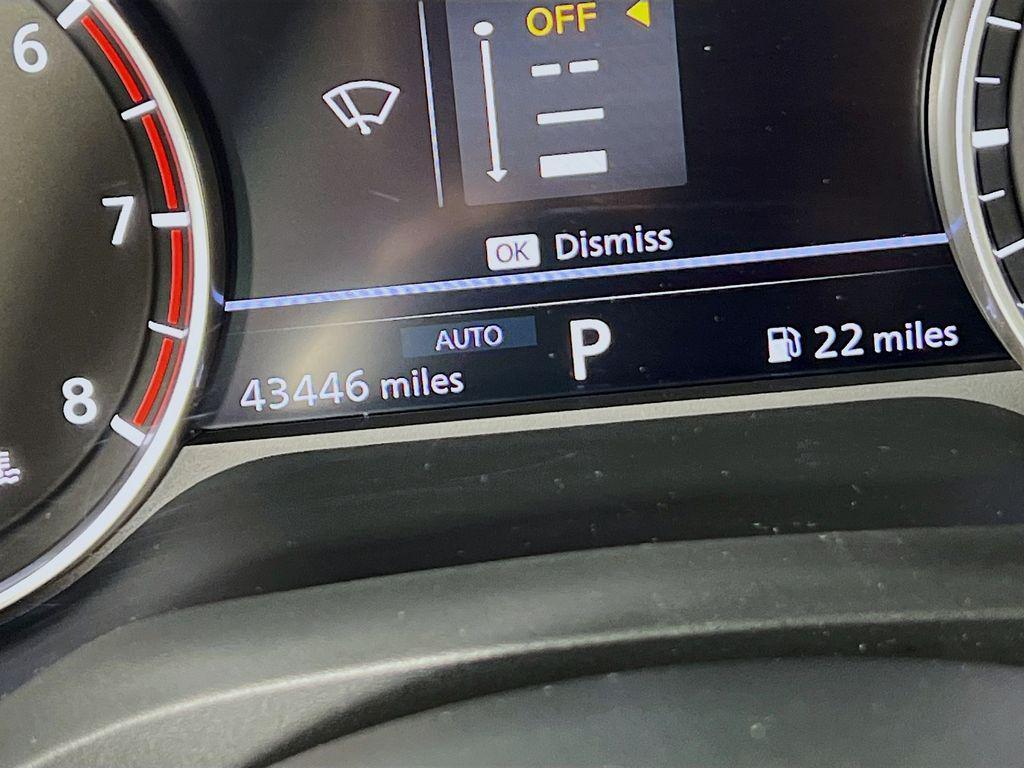 6
OFF
7
OK Dismiss
AUTO
P
22 miles
43446 miles
8